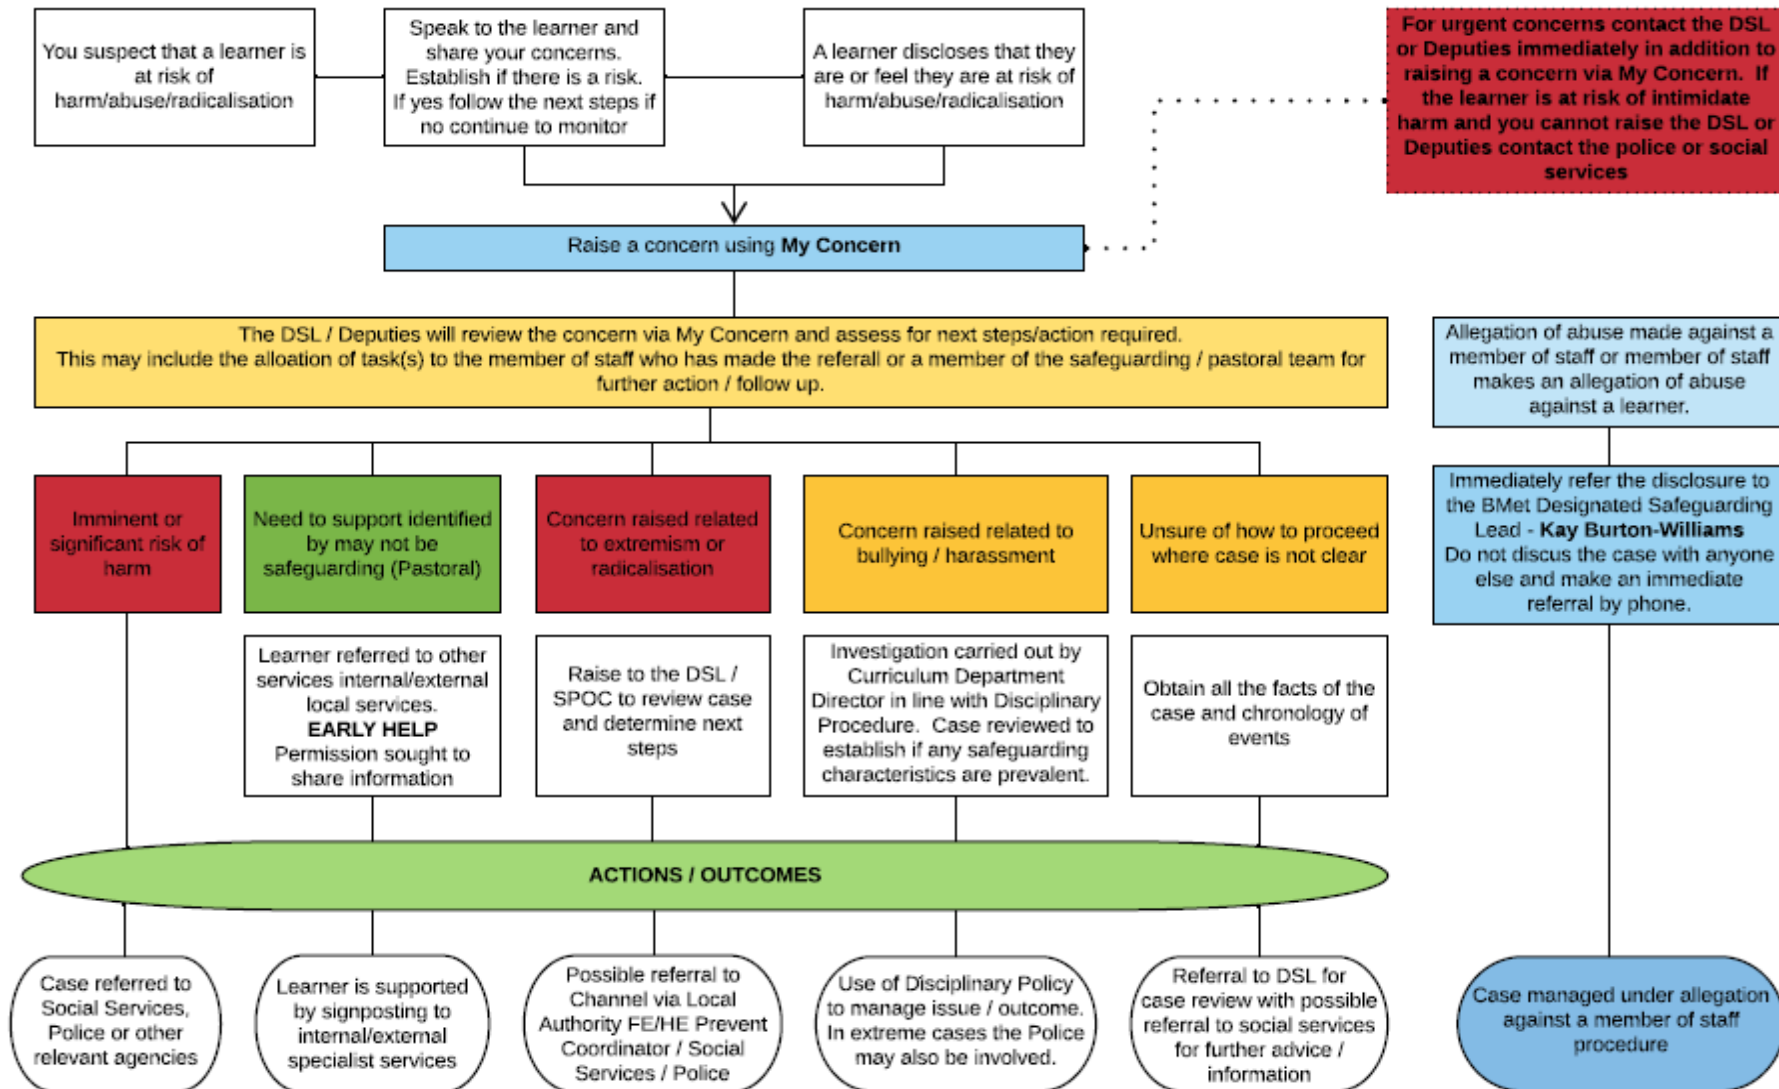 You suspect that a learner is
at risk of
harm/abuse/radicalisation
Speak to the learner and
share your concerns.
Establish if there is a risk.
If yes follow the next steps if
no continue to monitor
A learner discloses that they
are or feel they are at risk of
harm/abuse/radicalisation
For urgent concerns contact the DSL
or Deputies immediately in addition to
raising a concern via My Concern.  If
the learner is at risk of intimidate
harm and you cannot raise the DSL or
Deputies contact the police or social
services
Raise a concern using My Concern
The DSL / Deputies will review the concern via My Concern and assess for next steps/action required.
This may include the alloation of task(s) to the member of staff who has made the referall or a member of the safeguarding / pastoral team for
further action / follow up.
Allegation of abuse made against a
member of staff or member of staff
makes an allegation of abuse
against a learner.
Imminent or
significant risk of
harm
Need to support identified
by may not be
safeguarding (Pastoral)
Concern raised related
to extremism or
radicalisation
Concern raised related to
bullying / harassment
Unsure of how to proceed
where case is not clear
Immediately refer the disclosure to
the BMet Designated Safeguarding
Lead - Kay Burton-Williams
Do not discus the case with anyone
else and make an immediate
referral by phone.
Learner referred to other
services internal/external
local services.
EARLY HELP
Permission sought to
share information
Raise to the DSL /
SPOC to review case
and determine next
steps
Investigation carried out by
Curriculum Department
Director in line with Disciplinary
Procedure.  Case reviewed to
establish if any safeguarding
characteristics are prevalent.
Obtain all the facts of the
case and chronology of
events
ACTIONS / OUTCOMES
Case referred to
Social Services,
Police or other
relevant agencies
Learner is supported
by signposting to
internal/external
specialist services
Possible referral to
Channel via Local
Authority FE/HE Prevent
Coordinator / Social
Services / Police
Use of Disciplinary Policy
to manage issue / outcome.
In extreme cases the Police
may also be involved.
Referral to DSL for
case review with possible
referral to social services
for further advice /
information
Case managed under allegation
against a member of staff
procedure